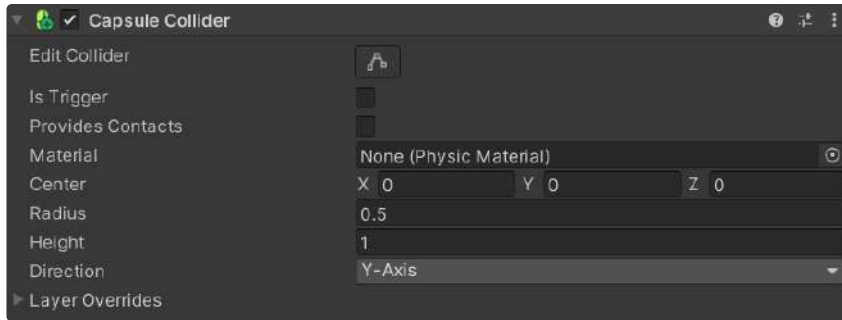 Capsule Collider
Edit Collider
Is Trigger
Provides Contacts
Material None (Physic Material)
Center X 0 Y 0 Z 0
Radius 0.5
Height 1
Direction Y-Axis
Layer Overrides